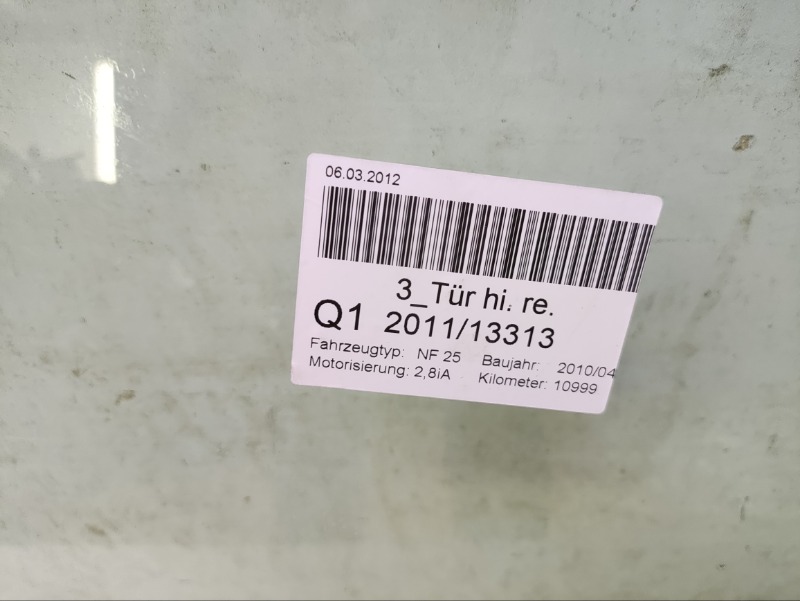 06.03.2012
3_Tür hi. re.
Q1 2011/13313
Fahrzeugtyp: NF 25 Baujahr: 2010/04
Motorisierung: 2,8iA Kilometer: 10999